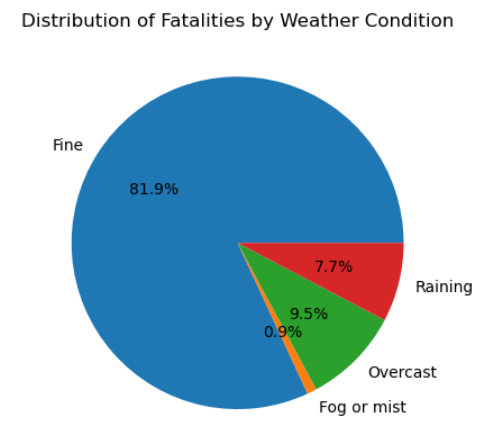 Distribution of Fatalities by Weather Condition
Fine
81.9%
7.7%
Raining
9.5%
0.9%
Overcast
Fog or mist